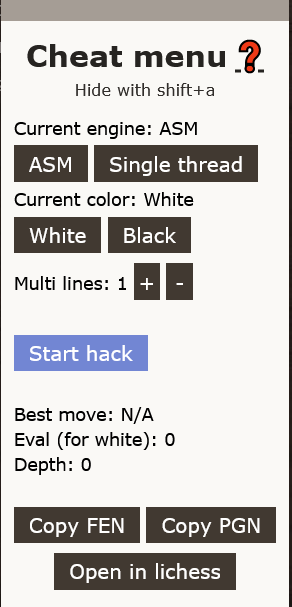 Cheat menu ❓
Hide with shift+a
Current engine: ASM
ASM Single thread
Current color: White
White Black
Multi lines: 1 + -
Start hack
Best move: N/A
Eval (for white): 0
Depth: 0
Copy FEN Copy PGN
Open in lichess